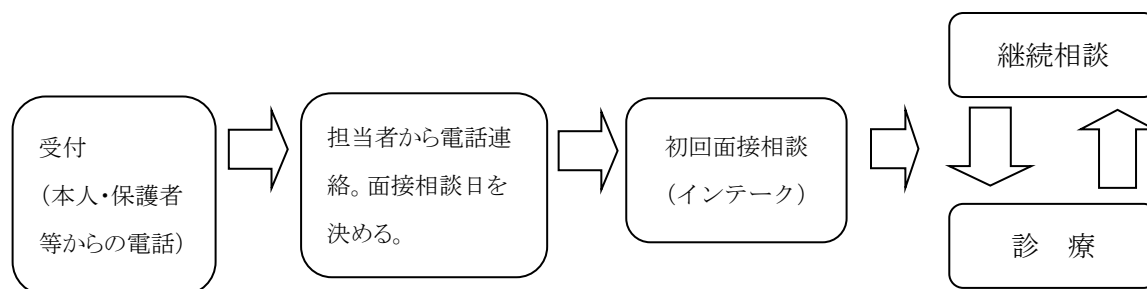 受付
（本人・保護者
等からの電話）
担当者から電話連
絡。面接相談日を
決める。
初回面接相談
（インテーク）
継続相談
診　療